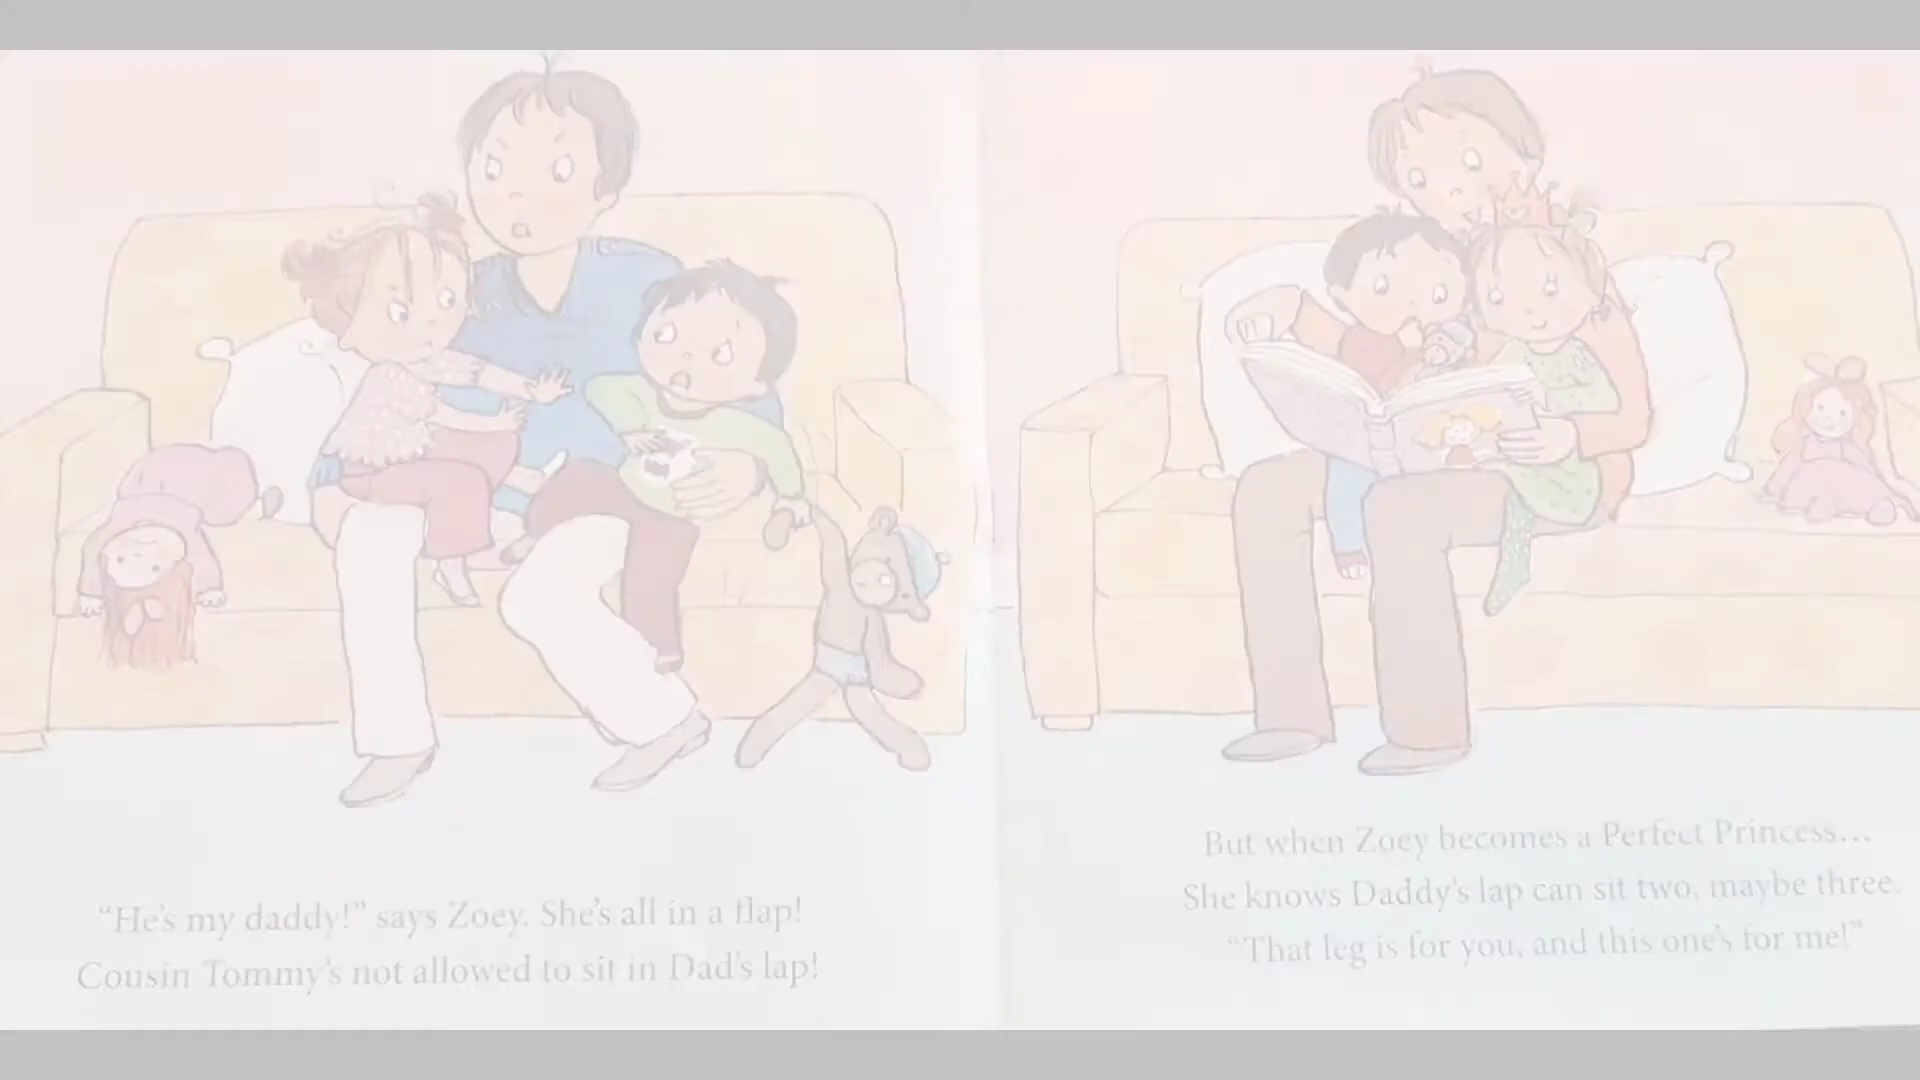 “He’s my daddy!” says Zoey. She’s all in a flap!
Cousin Tommy’s not allowed to sit in Dad’s lap!
But when Zoey becomes a Perfect Princess...
She knows Daddy’s lap can sit two, maybe three.
“That leg is for you, and this one’s for me!”